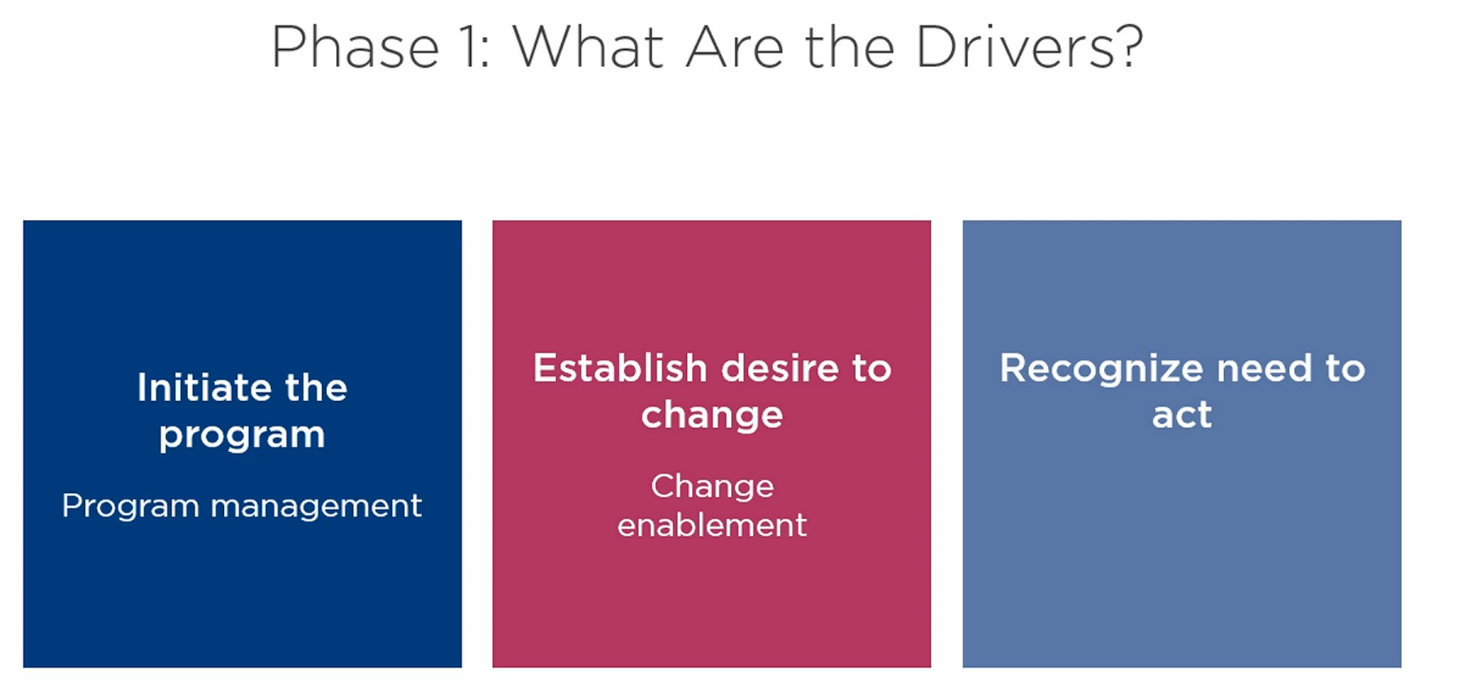 Phase 1: What Are the Drivers?
Initiate the
program
Program management
Establish desire to
change
Change
enablement
Recognize need to
act